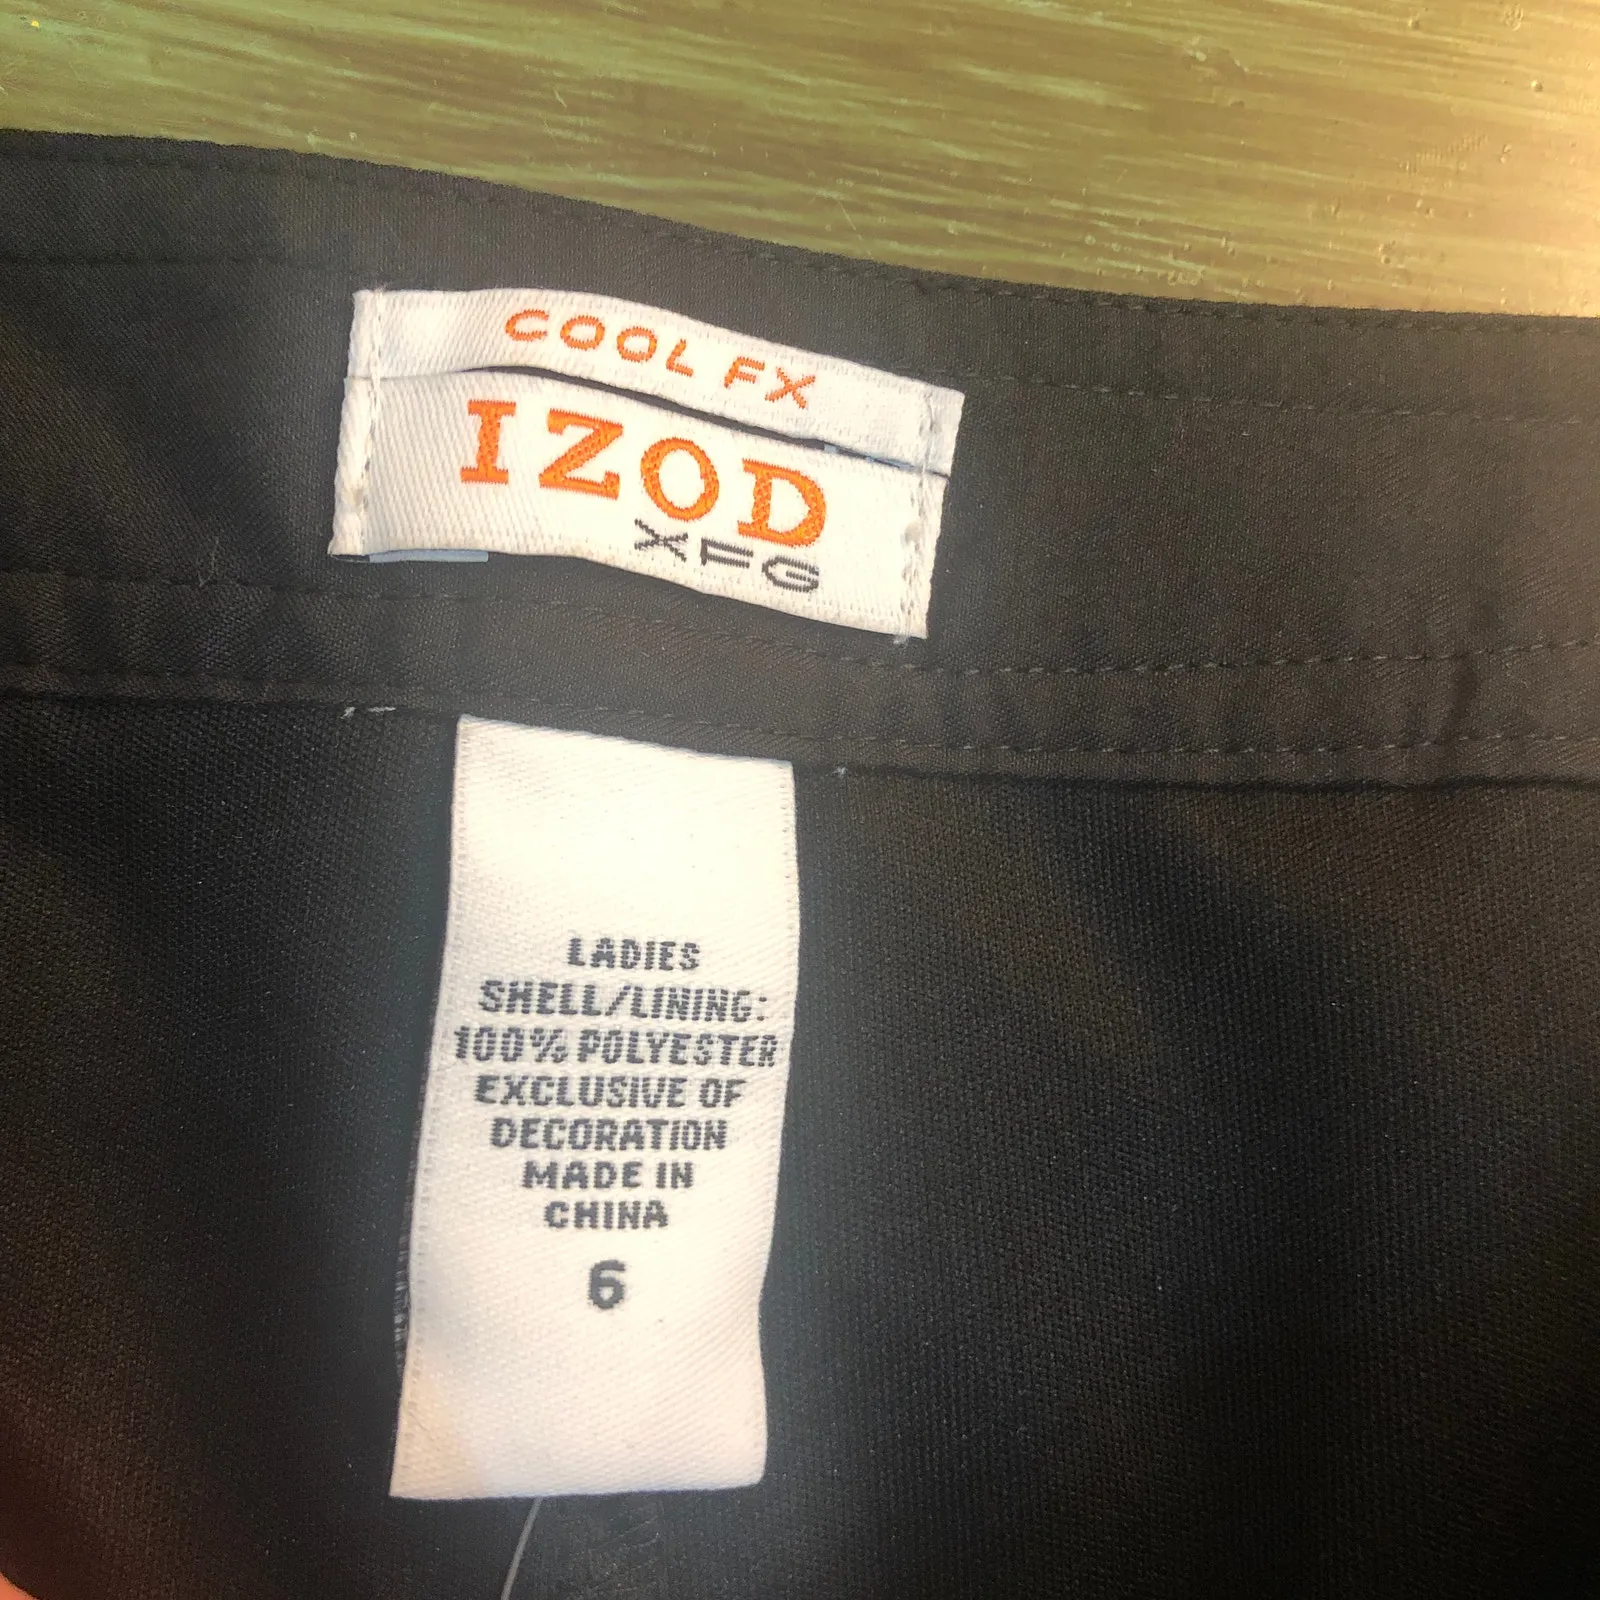 COOL FX
IZOD
XFG
LADIES
SHELL/LINING:
100% POLYESTER
EXCLUSIVE OF
DECORATION
MADE IN
CHINA
6